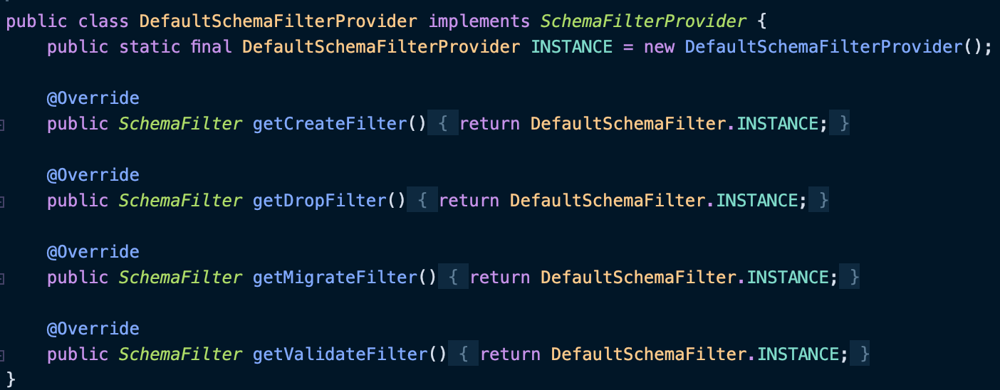 public class DefaultSchemaFilterProvider implements SchemaFilterProvider {
public static final DefaultSchemaFilterProvider INSTANCE = new DefaultSchemaFilterProvider();
@Override
public SchemaFilter getCreateFilter() { return DefaultSchemaFilter.INSTANCE; }
@Override
public SchemaFilter getDropFilter() { return DefaultSchemaFilter.INSTANCE; }
@Override
public SchemaFilter getMigrateFilter() { return DefaultSchemaFilter.INSTANCE; }
@Override
public SchemaFilter getValidateFilter() { return DefaultSchemaFilter.INSTANCE; }
}